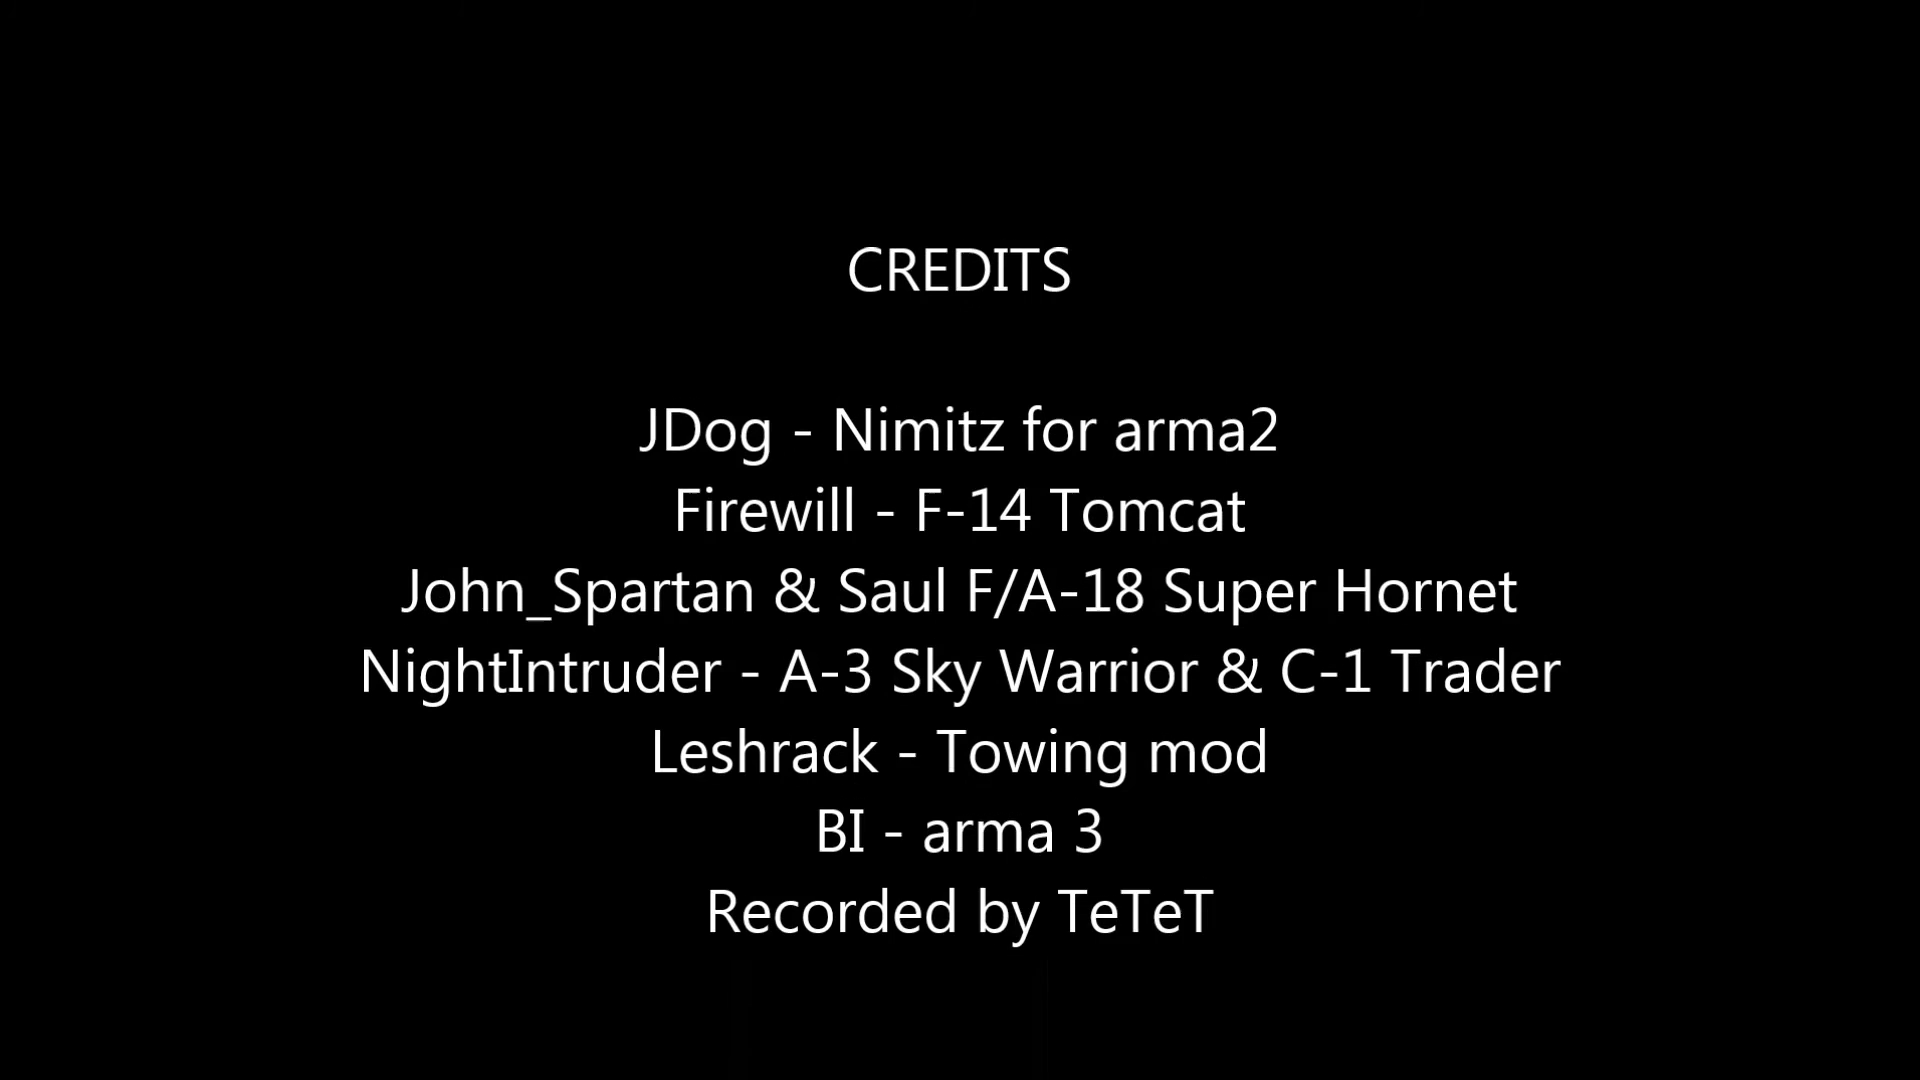 CREDITS
JDog - Nimitz for arma2
Firewill - F-14 Tomcat
John_Spartan & Saul F/A-18 Super Hornet
NightIntruder - A-3 Sky Warrior & C-1 Trader
Leshrack - Towing mod
BI - arma 3
Recorded by TeTeT